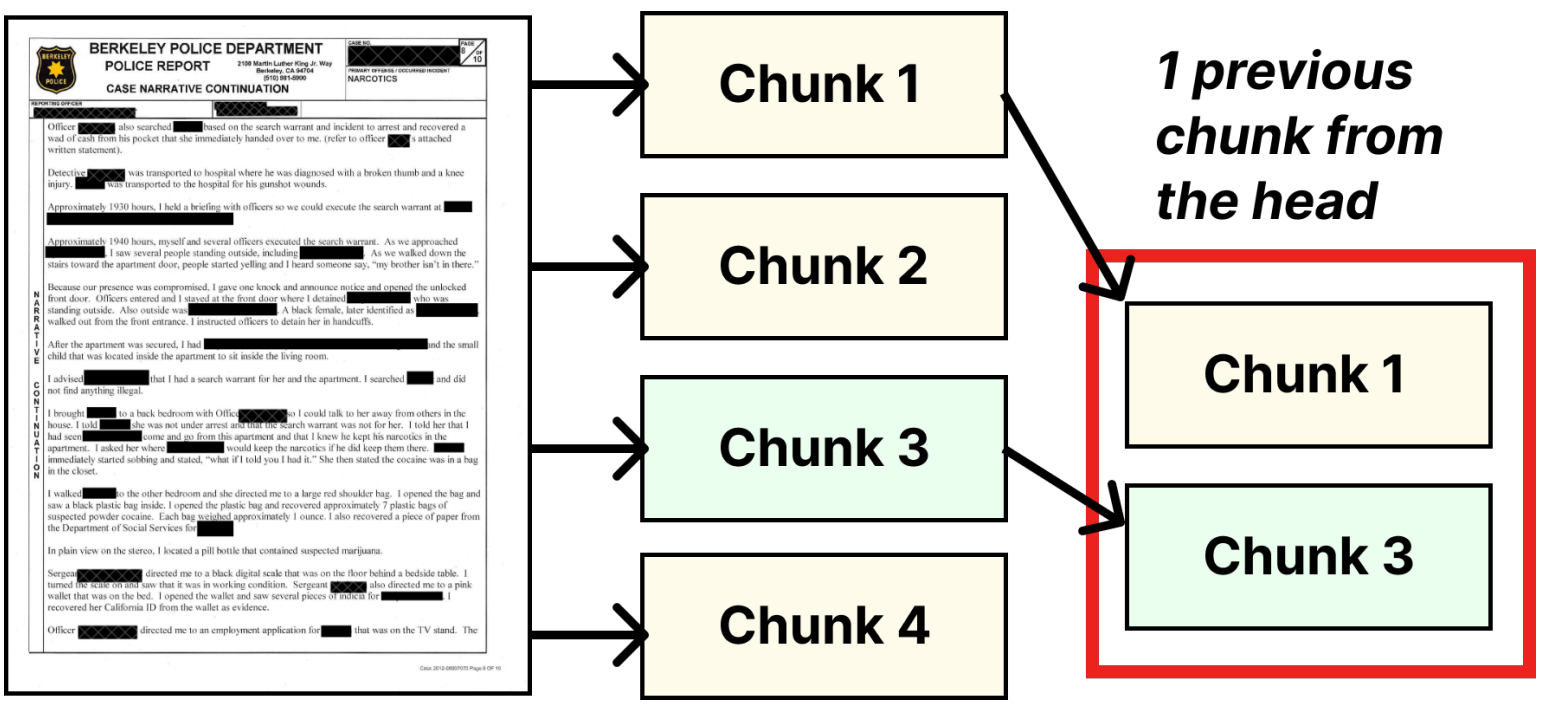 BERKELEY POLICE DEPARTMENT
POLICE REPORT
2100 Martin Luther King Jr. Way
Berkeley, CA 94704
(510) 981-5900
CASE NARRATIVE CONTINUATION
CASE NO.
PAGE
8 OF 10
PRIMARY OFFENSE / OCCURRED INCIDENT
NARCOTICS
BERKELEY
POLICE
REPORTING OFFICER
NARRATIVE CONTINUATION
Officer also searched based on the search warrant and incident to arrest and recovered a
wad of cash from his pocket that she immediately handed over to me. (refer to officer s attached
written statement).
Detective was transported to hospital where he was diagnosed with a broken thumb and a knee
injury. was transported to the hospital for his gunshot wounds.
Approximately 1930 hours, I held a briefing with officers so we could execute the search warrant at
Approximately 1940 hours, myself and several officers executed the search warrant. As we approached
, I saw several people standing outside, including . As we walked down the
stairs toward the apartment door, people started yelling and I heard someone say, “my brother isn’t in there.”
Because our presence was compromised, I gave one knock and announce notice and opened the unlocked
front door. Officers entered and I stayed at the front door where I detained who was
standing outside. Also outside was . A black female, later identified as ,
walked out from the front entrance. I instructed officers to detain her in handcuffs.
After the apartment was secured, I had and the small
child that was located inside the apartment to sit inside the living room.
I advised that I had a search warrant for her and the apartment. I searched and did
not find anything illegal.
I brought to a back bedroom with Office so I could talk to her away from others in the
house. I told she was not under arrest and that the search warrant was not for her. I told her that I
had seen come and go from this apartment and that I knew he kept his narcotics in the
apartment. I asked her where would keep the narcotics if he did keep them there.
immediately started sobbing and stated, “what if I told you I had it.” She then stated the cocaine was in a bag
in the closet.
I walked to the other bedroom and she directed me to a large red shoulder bag. I opened the bag and
saw a black plastic bag inside. I opened the plastic bag and recovered approximately 7 plastic bags of
suspected powder cocaine. Each bag weighed approximately 1 ounce. I also recovered a piece of paper from
the Department of Social Services for
In plain view on the stereo, I located a pill bottle that contained suspected marijuana.
Sergean directed me to a black digital scale that was on the floor behind a bedside table. I
turned the scale on and saw that it was in working condition. Sergeant also directed me to a pink
wallet that was on the bed. I opened the wallet and saw several pieces of indicia for . I
recovered her California ID from the wallet as evidence.
Officer directed me to an employment application for that was on the TV stand. The
Page 8 OF 10
Chunk 1
Chunk 2
Chunk 3
Chunk 4
1 previous
chunk from
the head
Chunk 1
Chunk 3